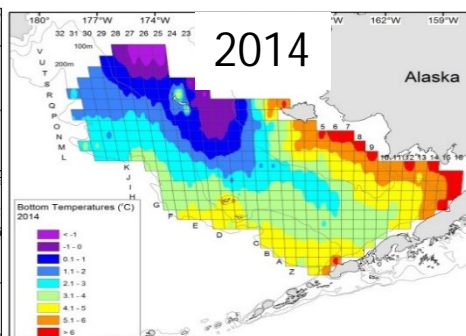 2014
180° 177°W 174°W °W 162°W 159°W
32 31 30 29 28 27 26 25 24 23
V
U
T
S
R
Q
P
O
N
M
L
100m
200m
Alaska
5 6 7
8
9
10 11 12 13 14 15 16
K
J
I
H
G
F
E
D
C
B
A
Z
Bottom Temperatures (°C)
2014
< -1
-1 - 0
0.1 - 1
1.1 - 2
2.1 - 3
3.1 - 4
4.1 - 5
5.1 - 6
> 6